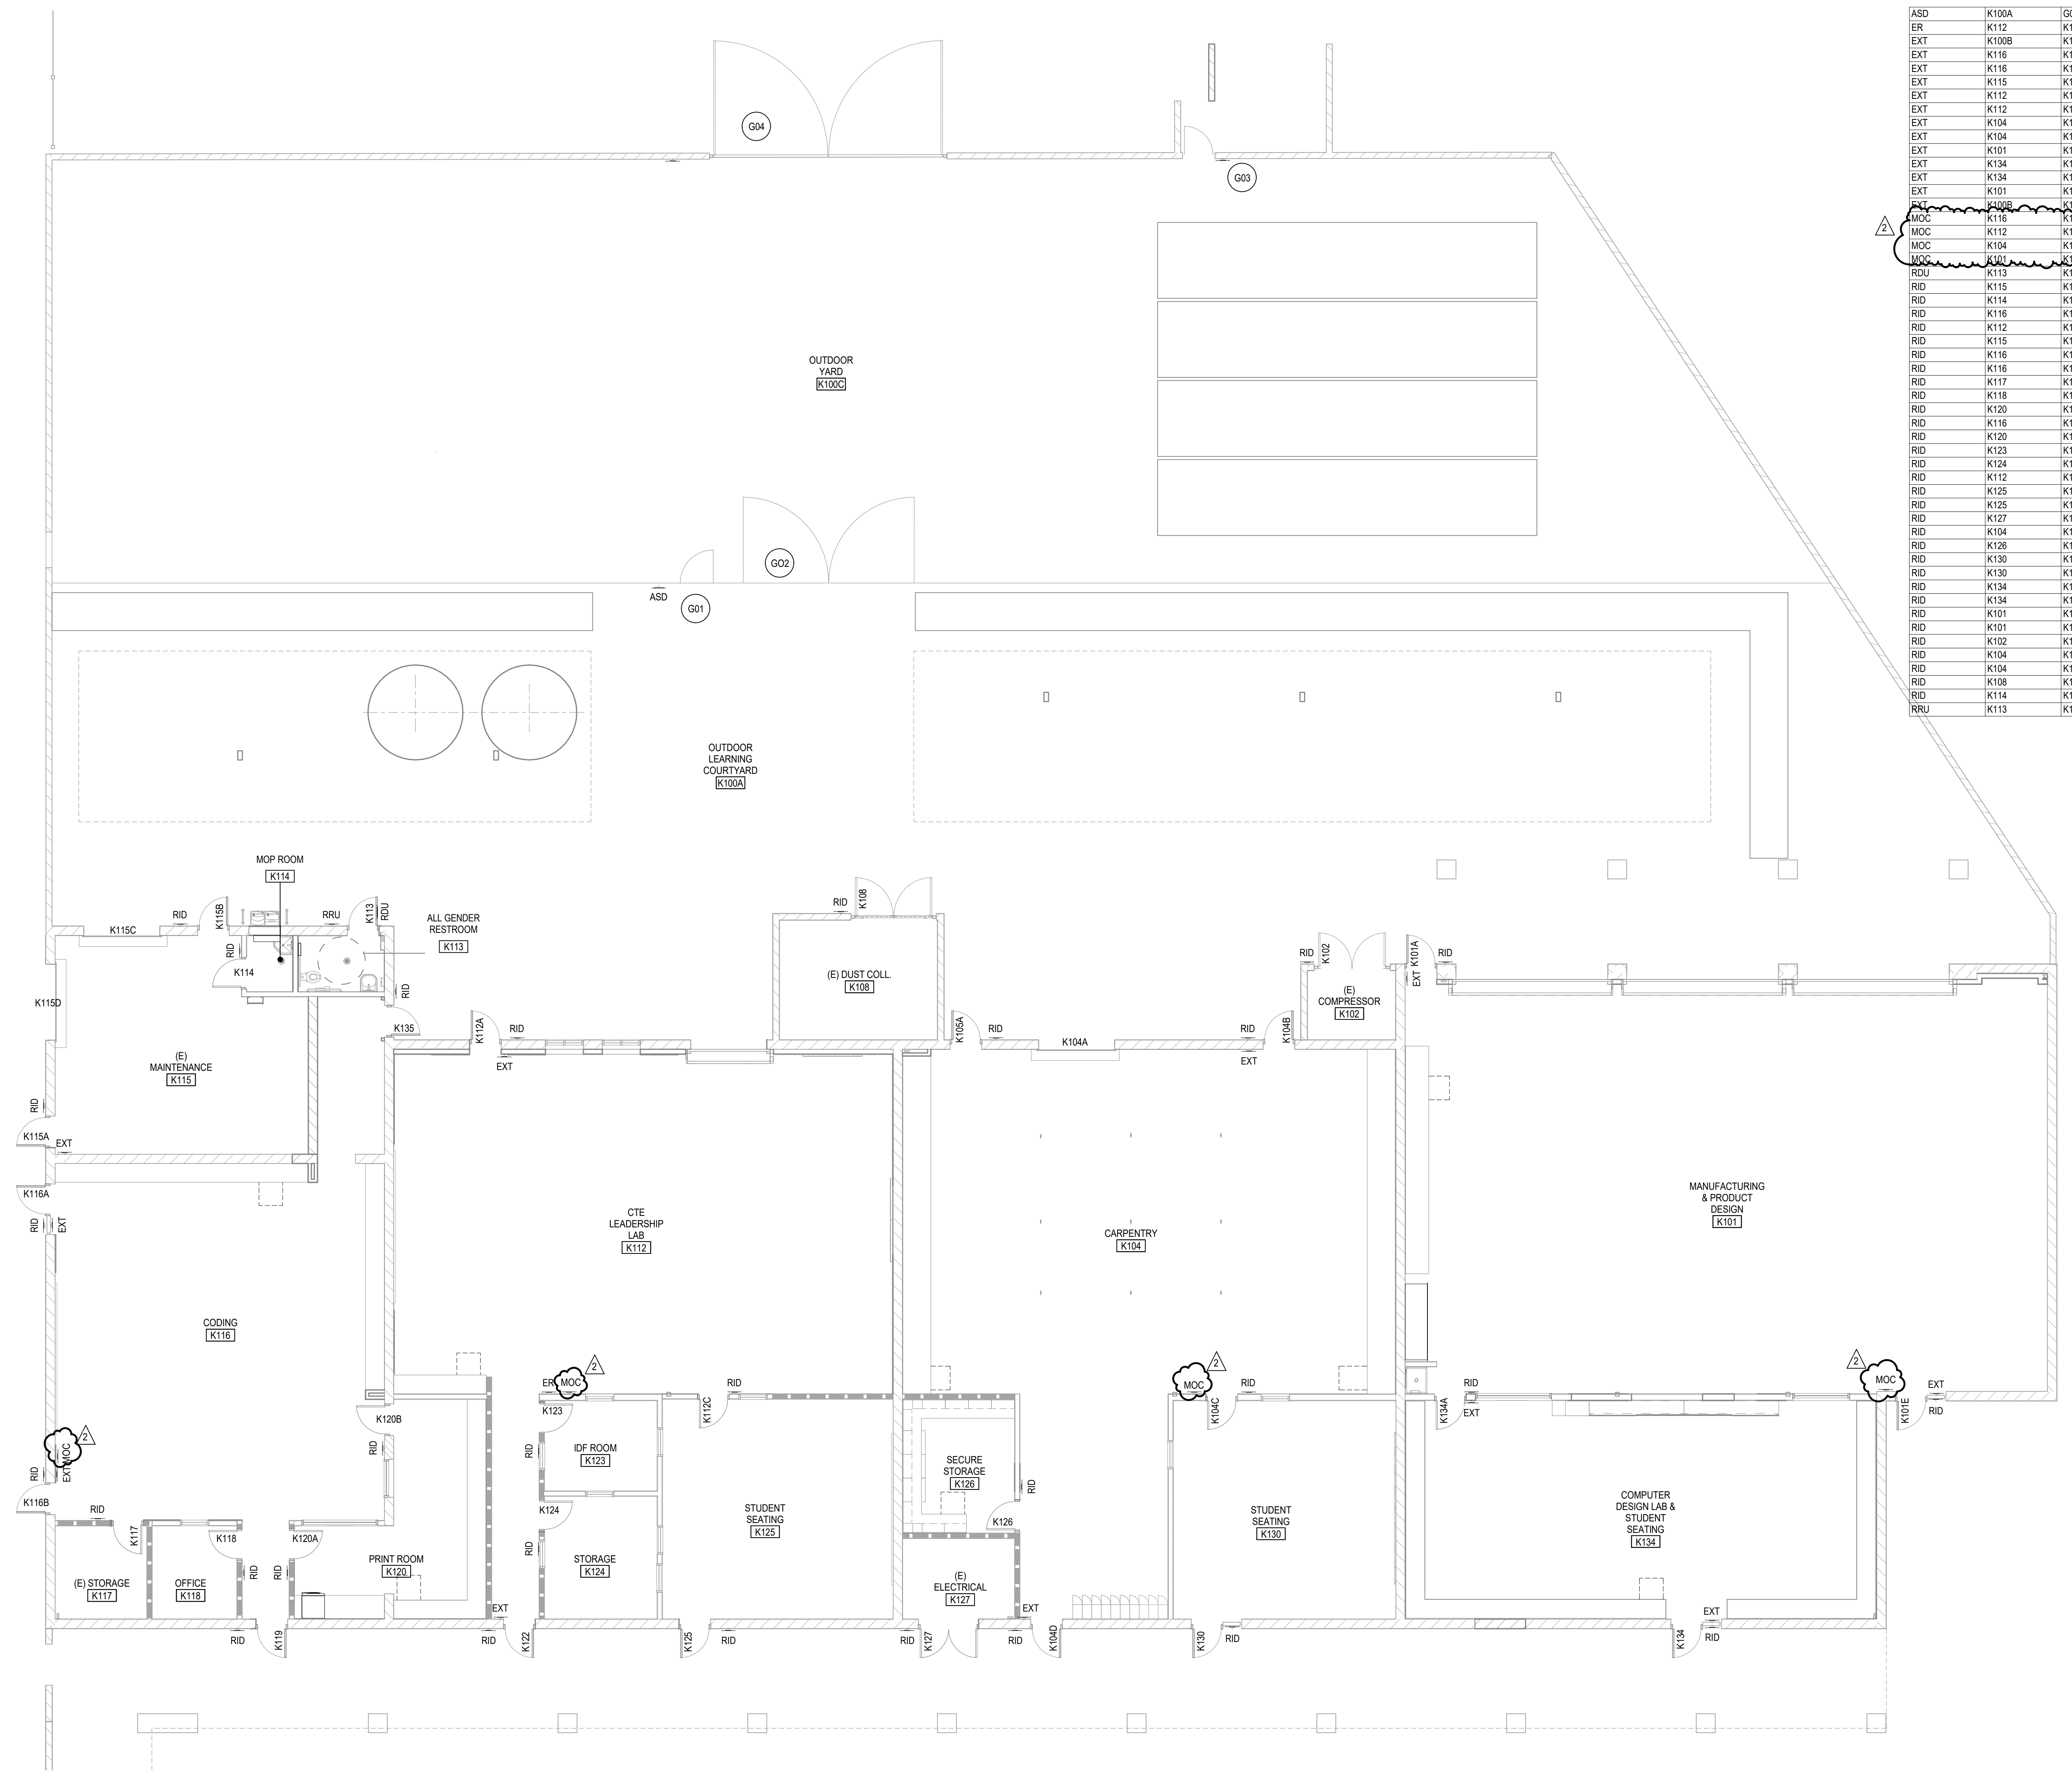 ASD K100A
ER K112
EXT K100B
EXT K116
EXT K116
EXT K115
EXT K112
EXT K112
EXT K104
EXT K104
EXT K101
EXT K134
EXT K134
EXT K101
EXT K100B
2
MOC K116
MOC K112
MOC K104
MOC K101
RDU K113
RID K115
RID K114
RID K116
RID K112
RID K115
RID K116
RID K116
RID K117
RID K118
RID K120
RID K116
RID K120
RID K123
RID K124
RID K112
RID K125
RID K125
RID K127
RID K104
RID K126
RID K130
RID K130
RID K134
RID K134
RID K101
RID K101
RID K102
RID K104
RID K104
RID K108
RID K114
RRU K113
G04
G03
OUTDOOR
YARD
K100C
GO2
ASD
G01
OUTDOOR
LEARNING
COURTYARD
K100A
MOP ROOM
K114
ALL GENDER
RESTROOM
K113
RID
K115B
RRU
K113
RDU
K115C
RID
K114
RID
K135
K115D
(E)
MAINTENANCE
K115
RID
K115A
EXT
K116A
RID
EXT
RID
K108
(E) DUST COLL.
K108
K112A
RID
EXT
K105A
RID
K104A
RID
K104B
EXT
RID
K102
(E)
COMPRESSOR
K102
K101A
RID
EXT
CTE
LEADERSHIP
LAB
K112
CARPENTRY
K104
MANUFACTURING
& PRODUCT
DESIGN
K101
CODING
K116
2
MOC
RID
EXT
K116B
K120B
RID
ER
MOC
2
K123
RID
IDF ROOM
K123
K124
RID
STORAGE
K124
K112C
RID
STUDENT
SEATING
K125
SECURE
STORAGE
K126
RID
K126
MOC
2
K104C
RID
STUDENT
SEATING
K130
RID
K134A
EXT
COMPUTER
DESIGN LAB &
STUDENT
SEATING
K134
2
MOC
K101E
EXT
RID
RID
K117
K118
K120A
(E) STORAGE
K117
OFFICE
K118
RID
RID
PRINT ROOM
K120
(E)
ELECTRICAL
K127
RID
K119
RID
EXT
K122
K125
RID
RID
K127
RID
EXT
K104D
K130
RID
K134
EXT
RID